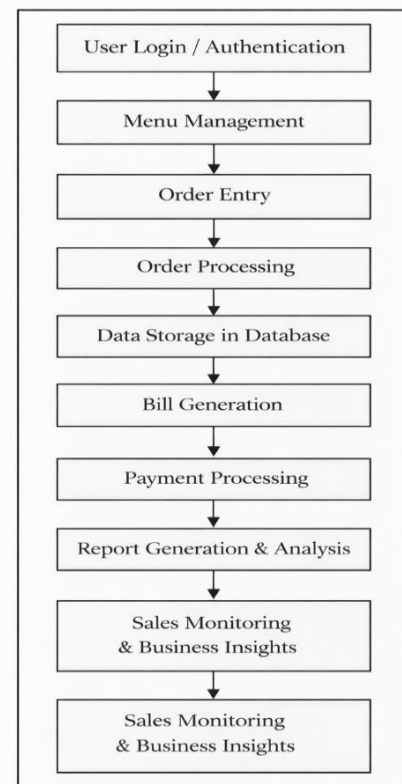 User Login / Authentication
Menu Management
Order Entry
Order Processing
Data Storage in Database
Bill Generation
Payment Processing
Report Generation & Analysis
Sales Monitoring
& Business Insights
Sales Monitoring
& Business Insights